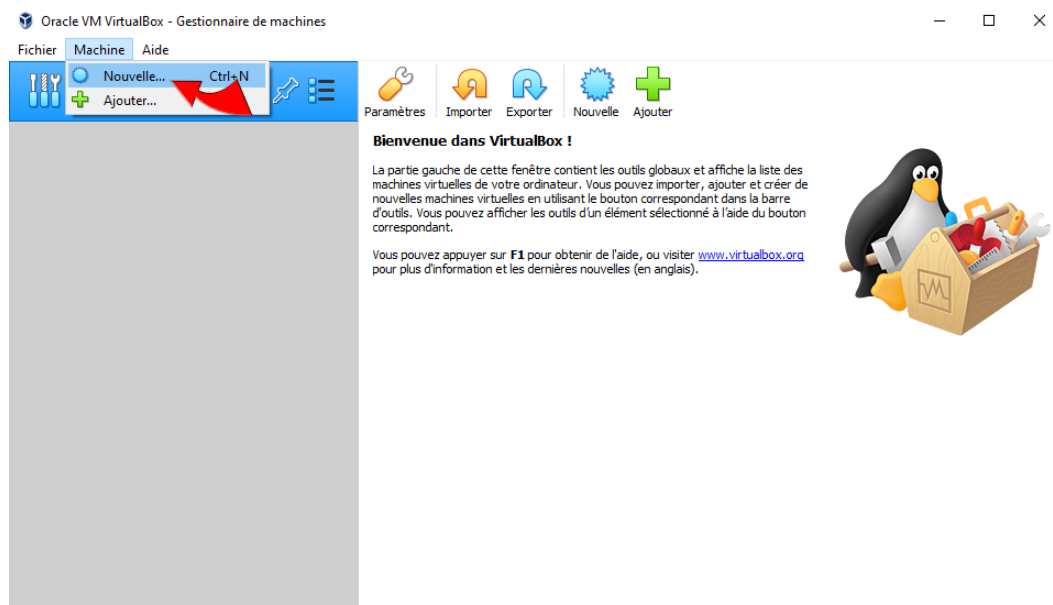 Oracle VM VirtualBox - Gestionnaire de machines
Fichier Machine Aide
Nouvelle... Ctrl+N
Ajouter...
Paramètres Importer Exporter Nouvelle Ajouter
Bienvenue dans VirtualBox !
La partie gauche de cette fenêtre contient les outils globaux et affiche la liste des
machines virtuelles de votre ordinateur. Vous pouvez importer, ajouter et créer de
nouvelles machines virtuelles en utilisant le bouton correspondant dans la barre
d'outils. Vous pouvez afficher les outils d'un élément sélectionné à l'aide du bouton
correspondant.
Vous pouvez appuyer sur F1 pour obtenir de l'aide, ou visiter www.virtualbox.org
pour plus d'information et les dernières nouvelles (en anglais).